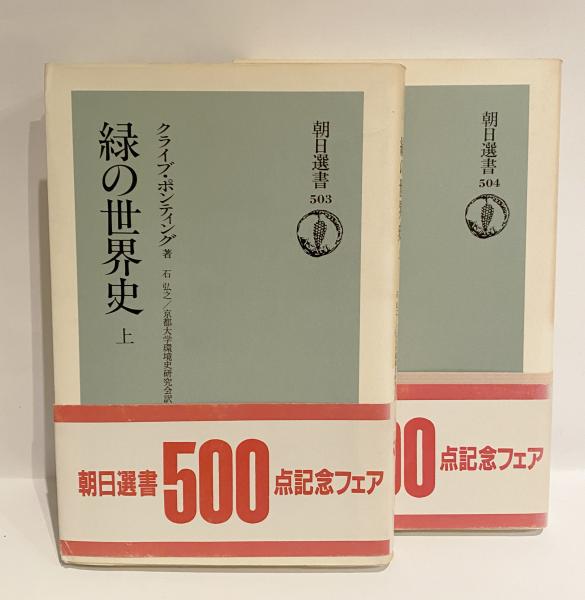 朝日選書
503
緑の世界史
上
クライブ・ポンティング 著
石 弘之／京都大学環境史研究会訳
朝日選書 500 点記念フェア
朝日選書
504
点記念フェア